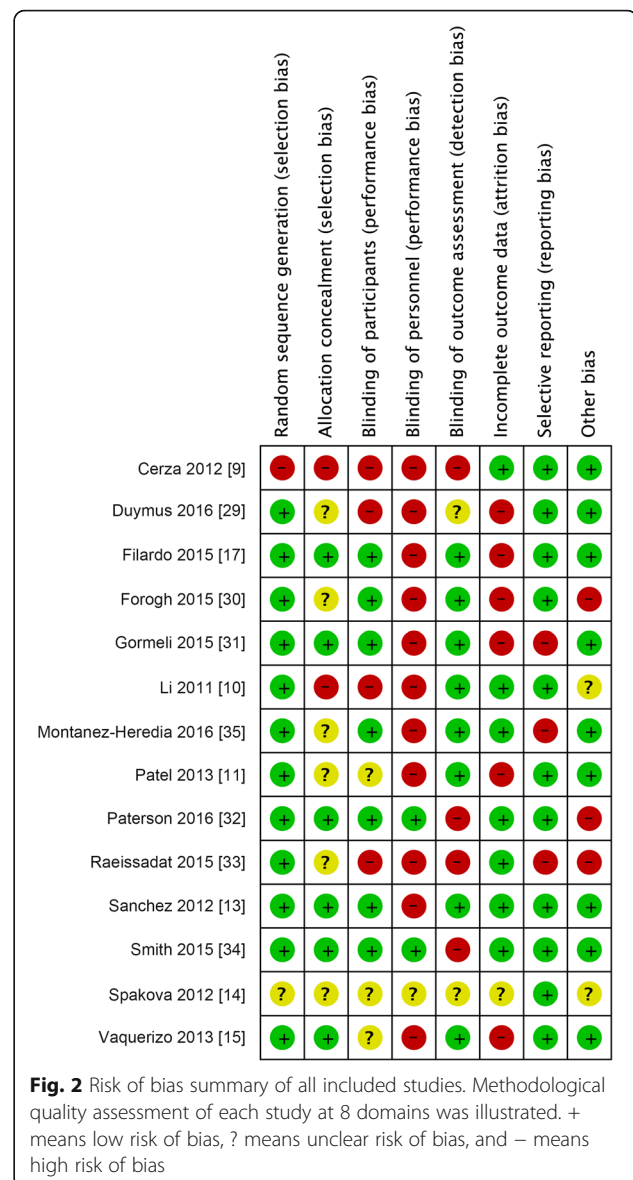 Random sequence generation (selection bias)
Allocation concealment (selection bias)
Blinding of participants (performance bias)
Blinding of personnel (performance bias)
Blinding of outcome assessment (detection bias)
Incomplete outcome data (attrition bias)
Selective reporting (reporting bias)
Other bias
Cerza 2012 [9] - - - - - + + +
Duymus 2016 [29] + ? - - ? - + +
Filardo 2015 [17] + + + - + - + +
Forogh 2015 [30] + ? + - + - + -
Gormeli 2015 [31] + + + - + - - +
Li 2011 [10] + - - - + + + ?
Montanez-Heredia 2016 [35] + ? + - + + - +
Patel 2013 [11] + ? ? - + - + +
Paterson 2016 [32] + + + + - + + -
Raeissadat 2015 [33] + ? - - - + - -
Sanchez 2012 [13] + + + - + + + +
Smith 2015 [34] + + + + - + + +
Spakova 2012 [14] ? ? ? ? ? ? + ?
Vaquerizo 2013 [15] + + ? - + - + +
Fig. 2 Risk of bias summary of all included studies. Methodological
quality assessment of each study at 8 domains was illustrated. +
means low risk of bias, ? means unclear risk of bias, and − means
high risk of bias